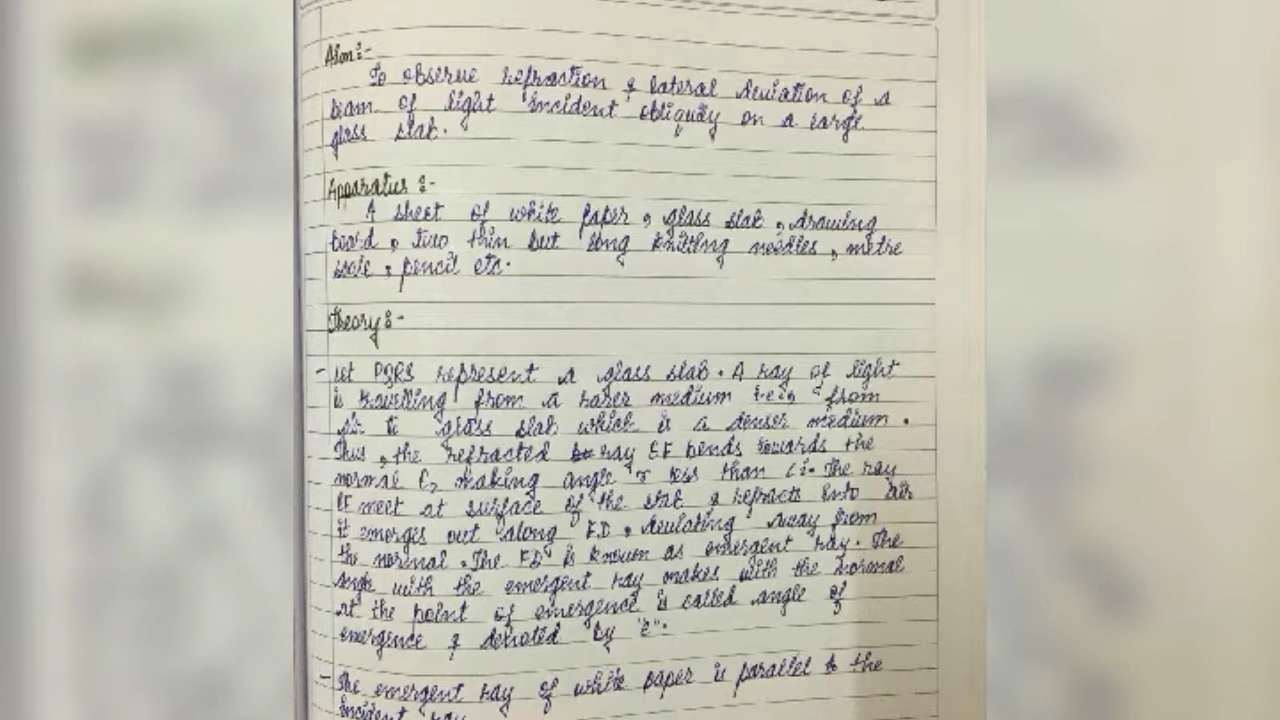 Aim:-
To observe refraction & lateral deviation of a
beam of light incident obliquely on a large
glass slab.
Apparatus :-
A sheet of white paper, glass slab, drawing
board, two thin but long knitting needles, metre
scale, pencil etc.
Theory :-
- Let PQRS represent a glass slab. A ray of light
is travelling from a rarer medium i.e. from
air to glass slab which is a denser medium.
Thus, the refracted ray EF bends towards the
normal making angle r less than ∠i. The ray
EF meet at surface of the slab & refracts into air
it emerges out along FD, deviating away from
the normal. The FD is known as emergent ray. The
angle with the emergent ray makes with the normal
at the point of emergence is called angle of
emergence & denoted by "e".
- The emergent ray of white paper is parallel to the
incident ray